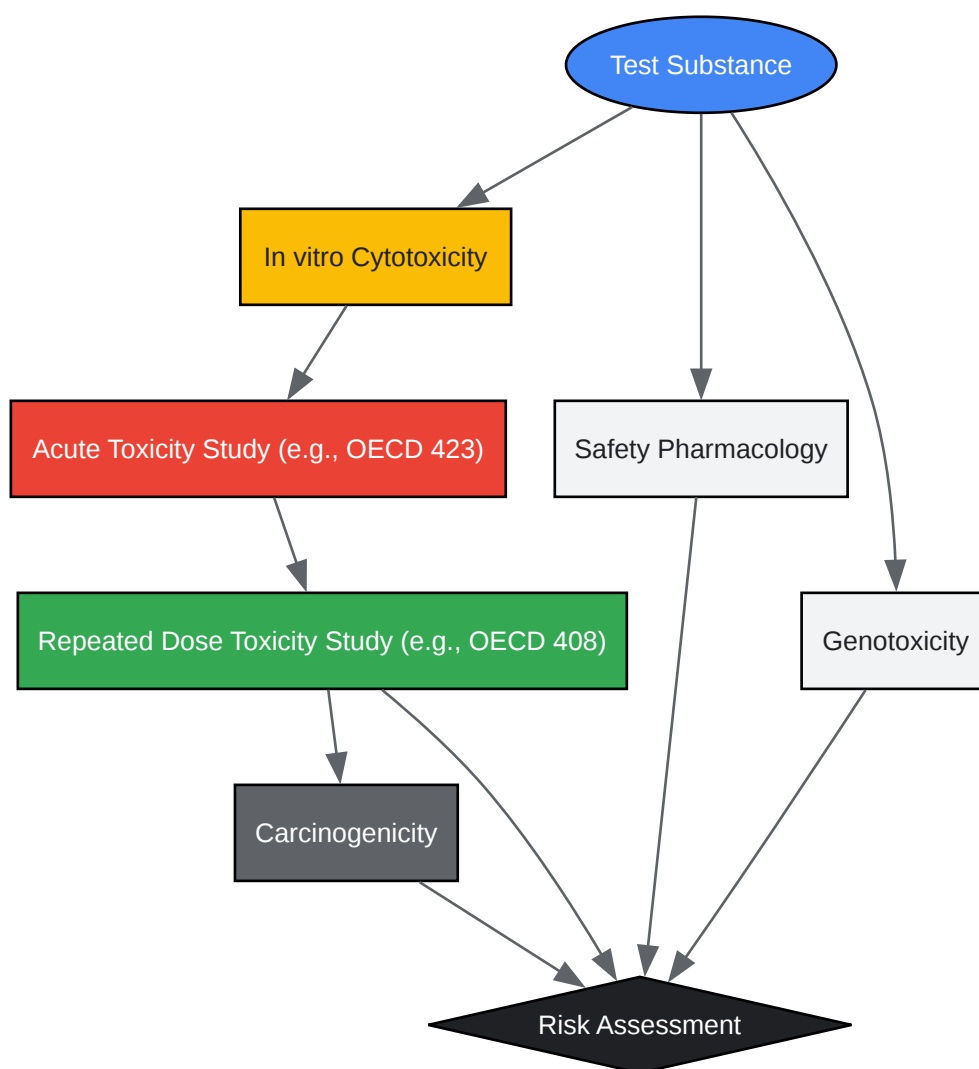 Test Substance
In vitro Cytotoxicity
Acute Toxicity Study (e.g., OECD 423)
Safety Pharmacology
Repeated Dose Toxicity Study (e.g., OECD 408)
Genotoxicity
Carcinogenicity
Risk Assessment